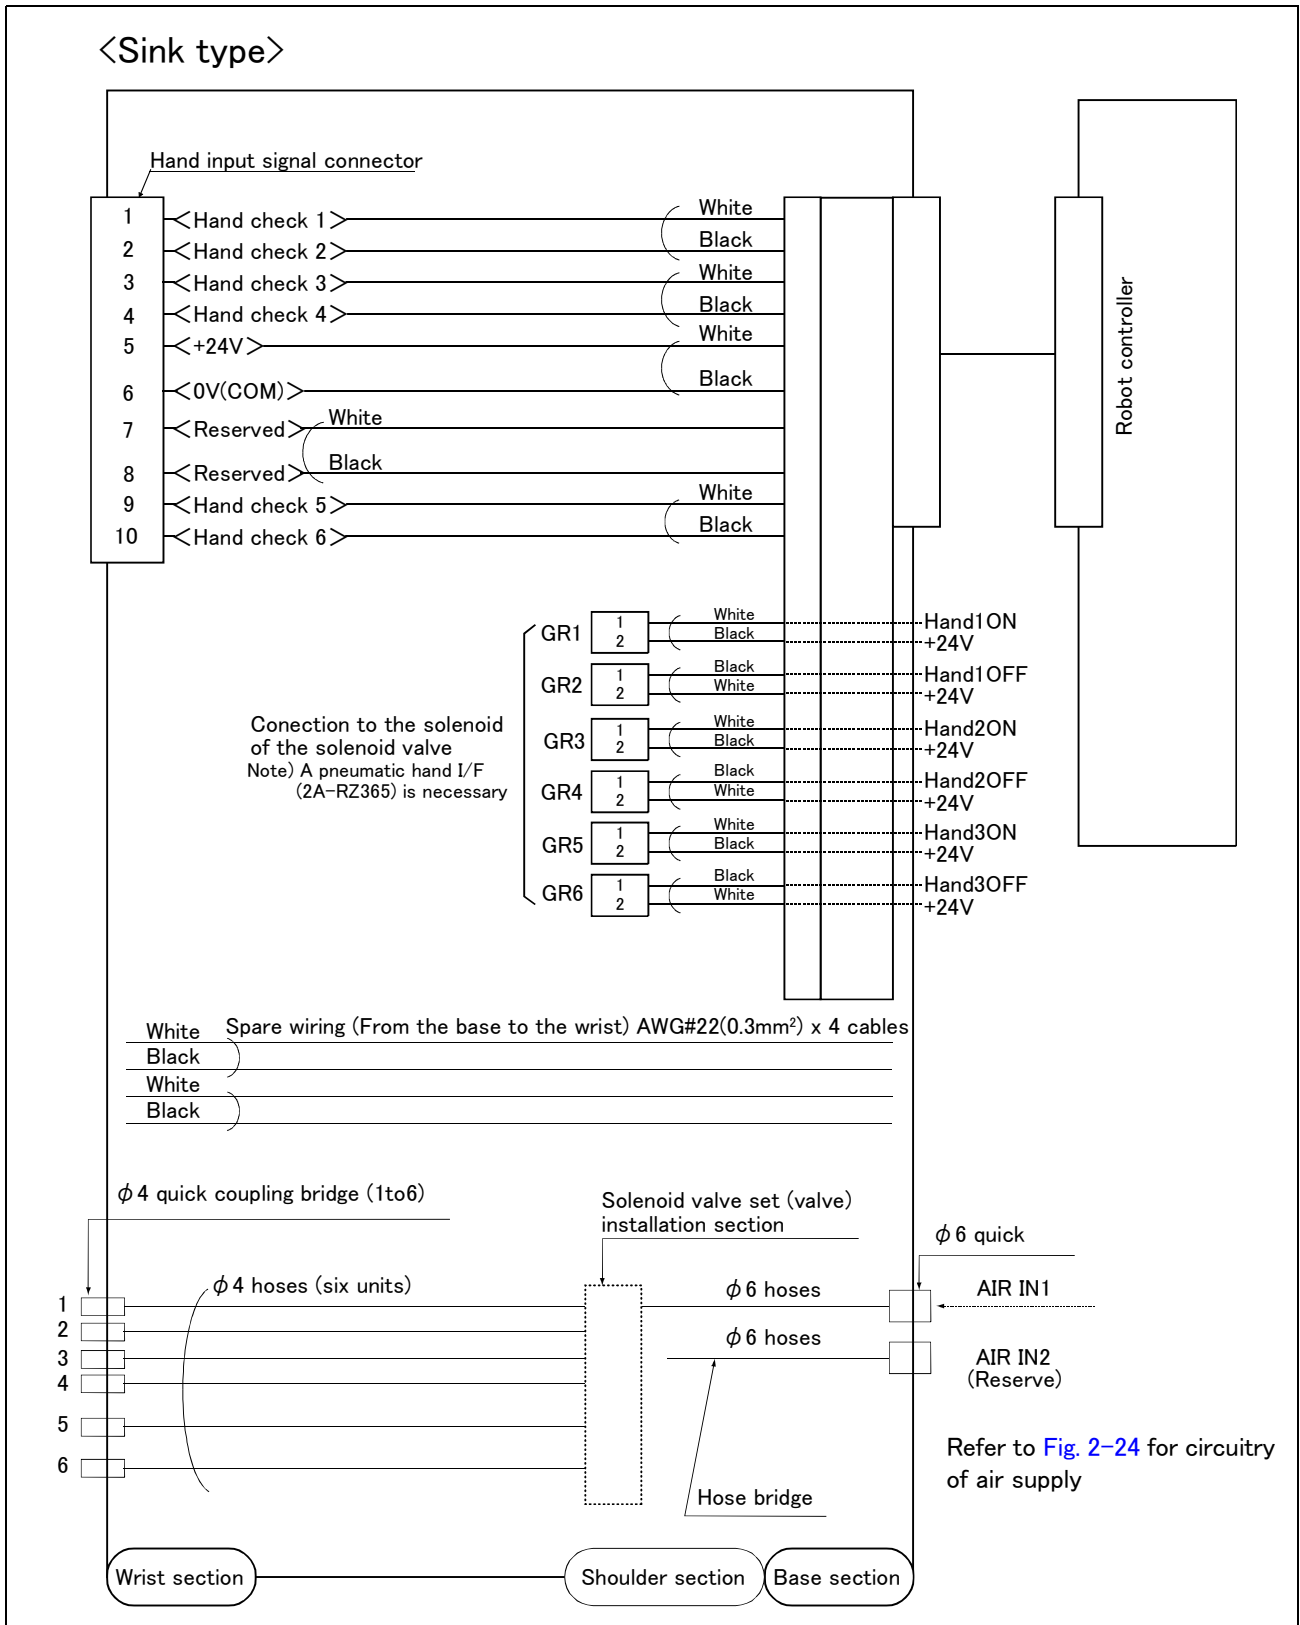 <Sink type>
Hand input signal connector
1 <Hand check 1> White
2 <Hand check 2> Black
3 <Hand check 3> White
4 <Hand check 4> Black
5 <+24V> White
6 <0V(COM)> Black
7 <Reserved> White
8 <Reserved> Black
9 <Hand check 5> White
10 <Hand check 6> Black
Robot controller
GR1 1 White Hand1ON
2 Black +24V
GR2 1 Black Hand1OFF
2 White +24V
GR3 1 White Hand2ON
2 Black +24V
GR4 1 Black Hand2OFF
2 White +24V
GR5 1 White Hand3ON
2 Black +24V
GR6 1 Black Hand3OFF
2 White +24V
Conection to the solenoid
of the solenoid valve
Note) A pneumatic hand I/F
(2A-RZ365) is necessary
White Spare wiring (From the base to the wrist) AWG#22(0.3mm²) x 4 cables
Black
White
Black
φ4 quick coupling bridge (1to6)
Solenoid valve set (valve)
installation section
φ6 quick
φ4 hoses (six units)
φ6 hoses
AIR IN1
1
2
φ6 hoses
3
AIR IN2
(Reserve)
4
5
6
Hose bridge
Refer to Fig. 2-24 for circuitry
of air supply
Wrist section
Shoulder section
Base section